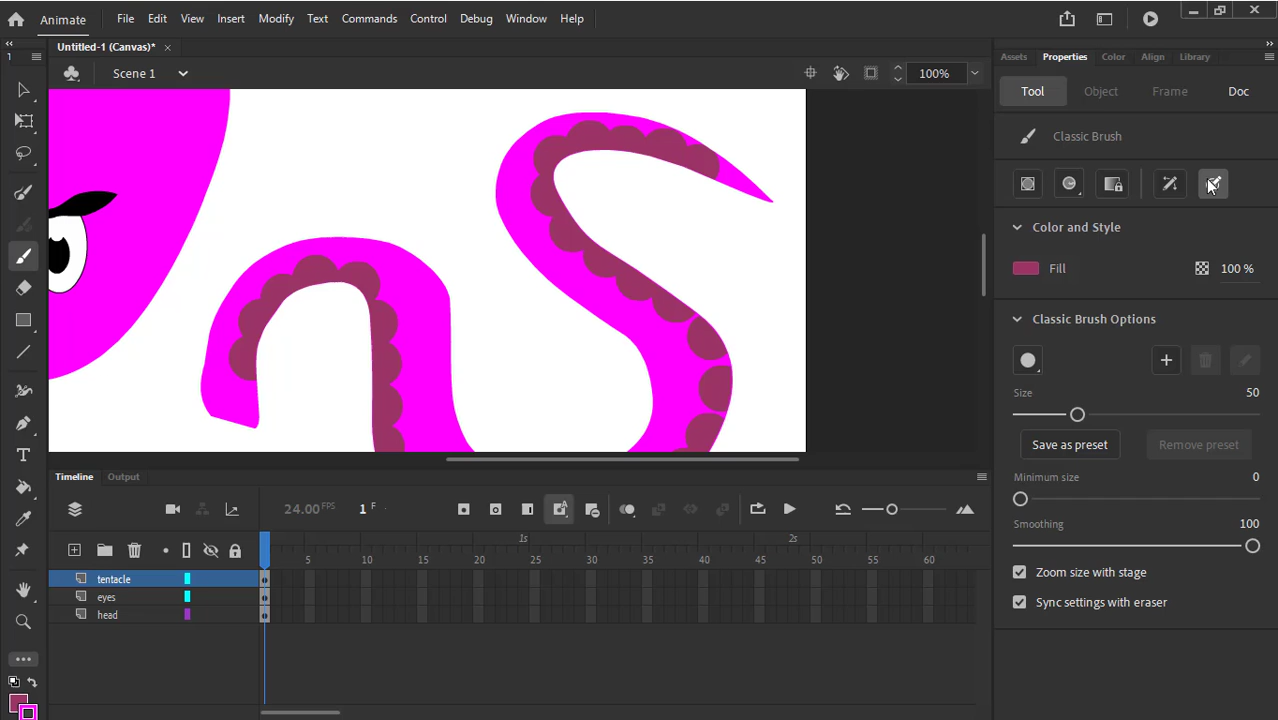 Animate File Edit View Insert Modify Text Commands Control Debug Window Help
Untitled-1 (Canvas)*
Scene 1
100%
1
Assets Properties Color Align Library
Tool Object Frame Doc
Classic Brush
Color and Style
Fill 100 %
Classic Brush Options
Size 50
Save as preset Remove preset
Minimum size 0
Smoothing 100
Zoom size with stage
Sync settings with eraser
Timeline Output
24.00 FPS 1 F
1s 2s
5 10 15 20 25 30 35 40 45 50 55 60
tentacle
eyes
head